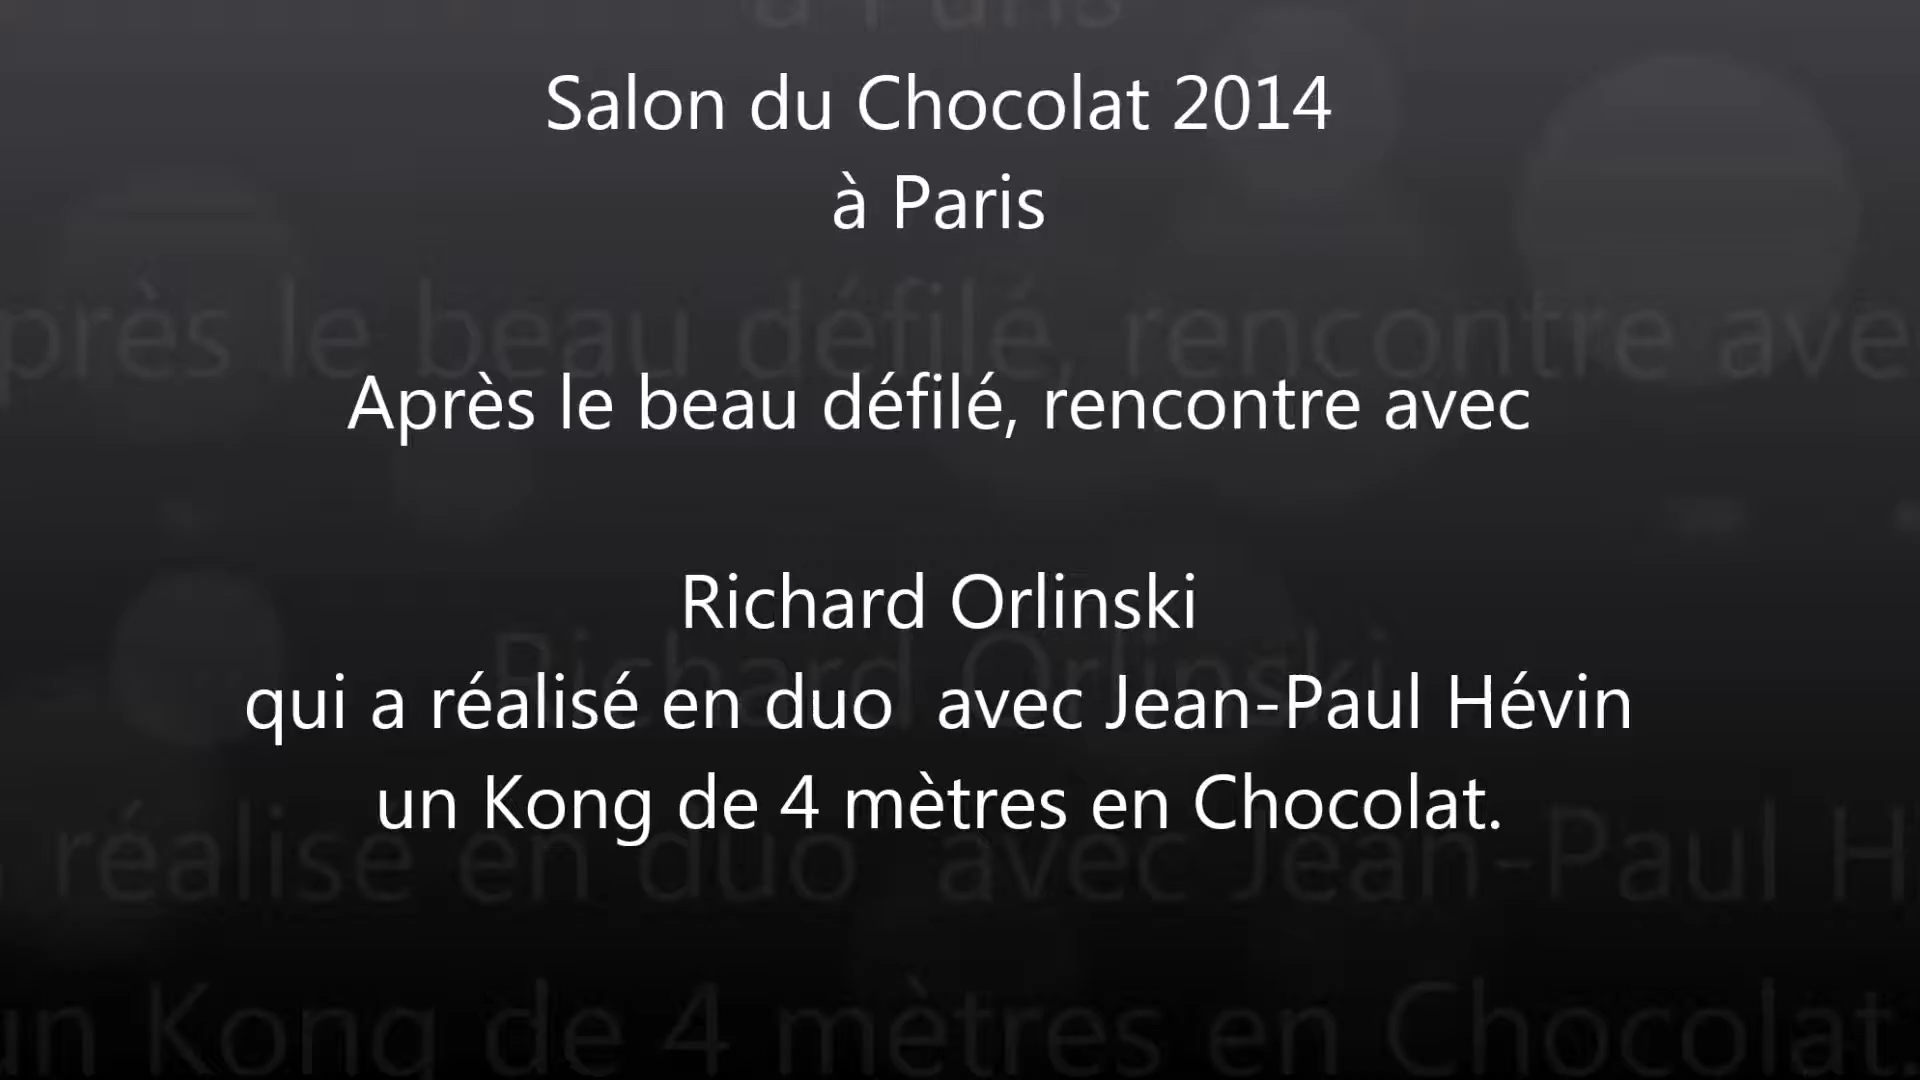 Salon du Chocolat 2014
à Paris
Après le beau défilé, rencontre avec
Richard Orlinski
qui a réalisé en duo  avec Jean-Paul Hévin
un Kong de 4 mètres en Chocolat.